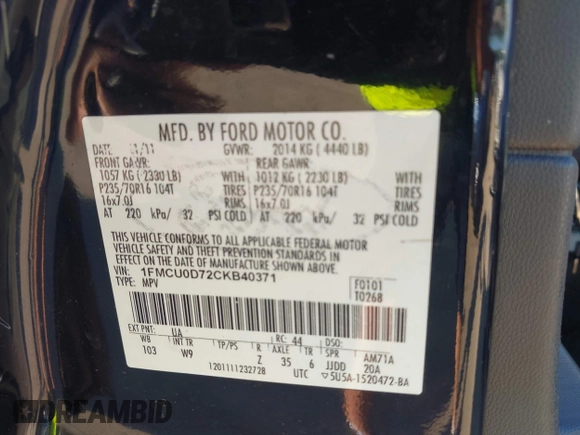 MFD. BY FORD MOTOR CO.
DATE: 11/11 GVWR: 2014 KG ( 4440 LB)
FRONT GAWR: REAR GAWR:
1057 KG ( 2330 LB) 1012 KG ( 2230 LB)
P235/70R16 104T TIRES P235/70R16 104T TIRES
16x7.0J RIMS 16x7.0J RIMS
AT 220 kPa/ 32 PSI COLD AT 220 kPa/ 32 PSI COLD
THIS VEHICLE CONFORMS TO ALL APPLICABLE FEDERAL MOTOR
VEHICLE SAFETY AND THEFT PREVENTION STANDARDS IN
EFFECT ON THE DATE OF MANUFACTURE SHOWN ABOVE.
VIN: 1FMCU0D72CKB40371
TYPE: MPV
F0101
T0268
EXT PNT: UA RC: 44 DSO:
WB INT TR TP/PS R AXLE TR SPR
103 W9 Z 35 6 JJDD AM71A
20A
1201111232728 UTC 5U5A-1520472-BA
DREAMBID